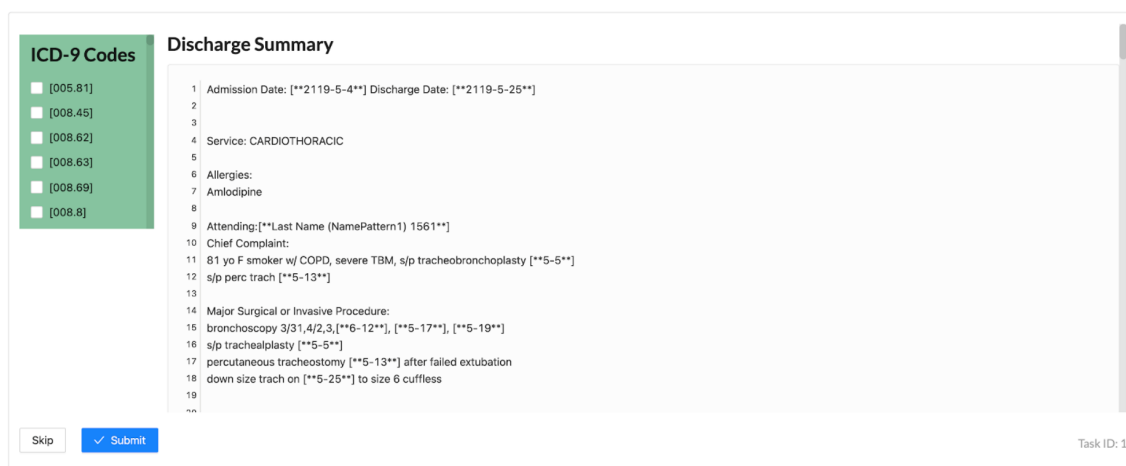 ICD-9 Codes
[005.81]
[008.45]
[008.62]
[008.63]
[008.69]
[008.8]
Discharge Summary
1 Admission Date: [**2119-5-4**] Discharge Date: [**2119-5-25**]
2
3
4 Service: CARDIOTHORACIC
5
6 Allergies:
7 Amlodipine
8
9 Attending:[**Last Name (NamePattern1) 1561**]
10 Chief Complaint:
11 81 yo F smoker w/ COPD, severe TBM, s/p tracheobronchoplasty [**5-5**]
12 s/p perc trach [**5-13**]
13
14 Major Surgical or Invasive Procedure:
15 bronchoscopy 3/31,4/2,3,[**6-12**], [**5-17**], [**5-19**]
16 s/p trachealplasty [**5-5**]
17 percutaneous tracheostomy [**5-13**] after failed extubation
18 down size trach on [**5-25**] to size 6 cuffless
19
Skip
Submit
Task ID: 1